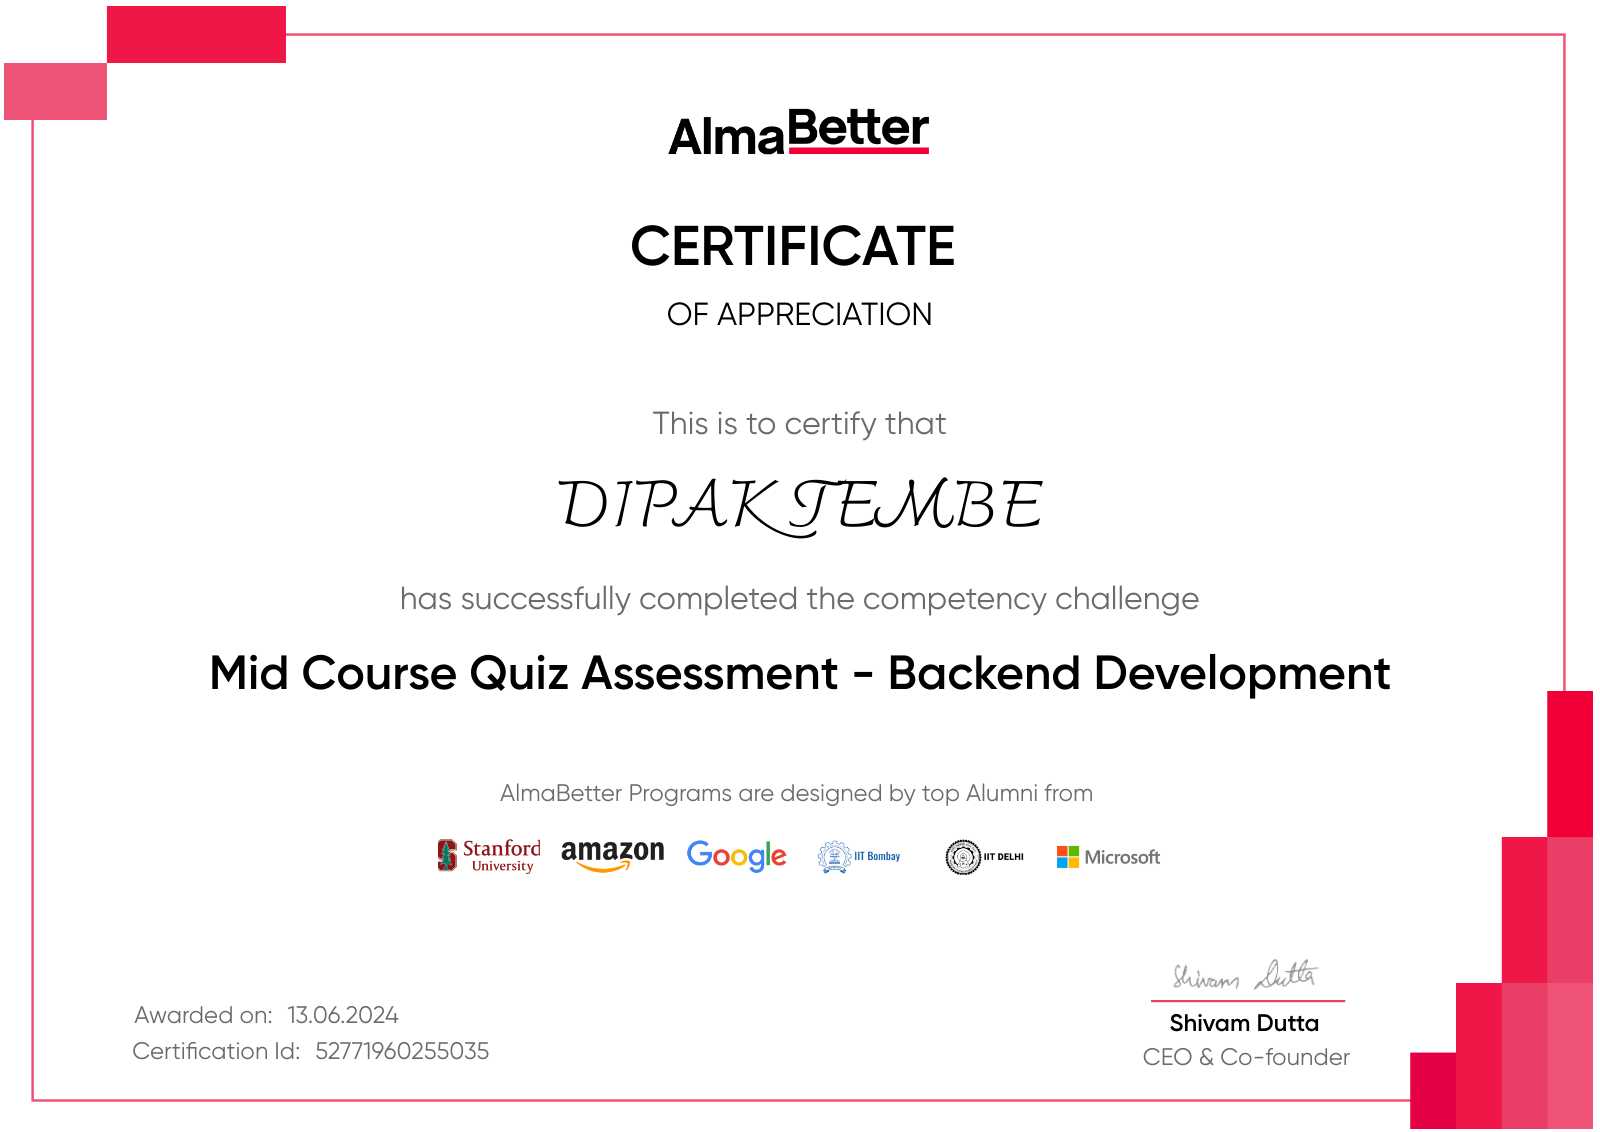 AlmaBetter
CERTIFICATE
OF APPRECIATION
This is to certify that
DIPAK TEMBE
has successfully completed the competency challenge
Mid Course Quiz Assessment - Backend Development
AlmaBetter Programs are designed by top Alumni from
Stanford University amazon Google IIT Bombay IIT DELHI Microsoft
Shivam Dutta
Awarded on: 13.06.2024
Certification Id: 52771960255035
Shivam Dutta
CEO & Co-founder